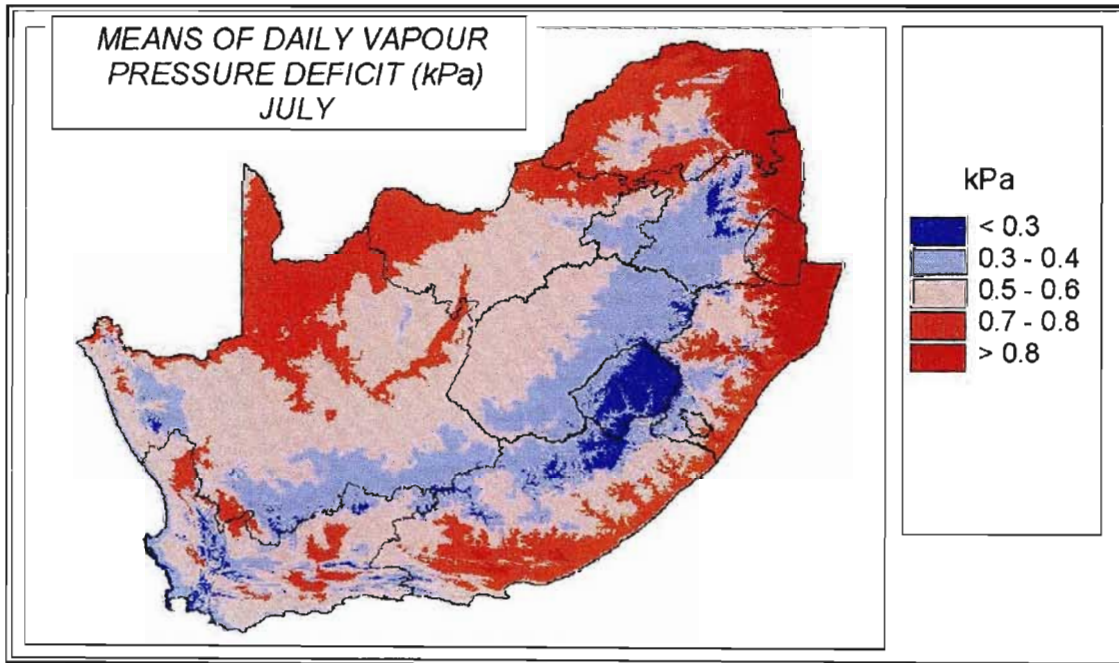 MEANS OF DAILY VAPOUR
PRESSURE DEFICIT (kPa)
JULY
kPa
< 0.3
0.3 - 0.4
0.5 - 0.6
0.7 - 0.8
> 0.8